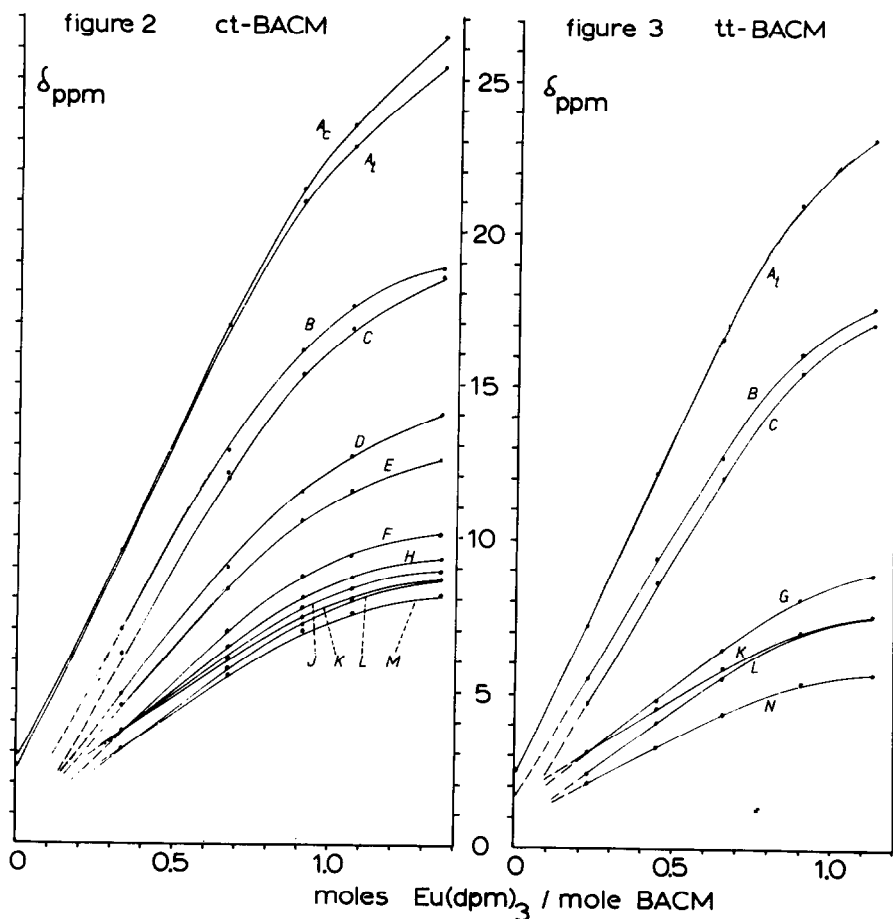 figure 2 ct-BACM
figure 3 tt-BACM
δppm
δppm
25
20
15
10
5
0
A_c
A_t
B
C
D
E
F
H
J K L M
A_t
B
C
G
K
L
N
0 0.5 1.0
0 0.5 1.0
moles Eu(dpm)₃ / mole BACM